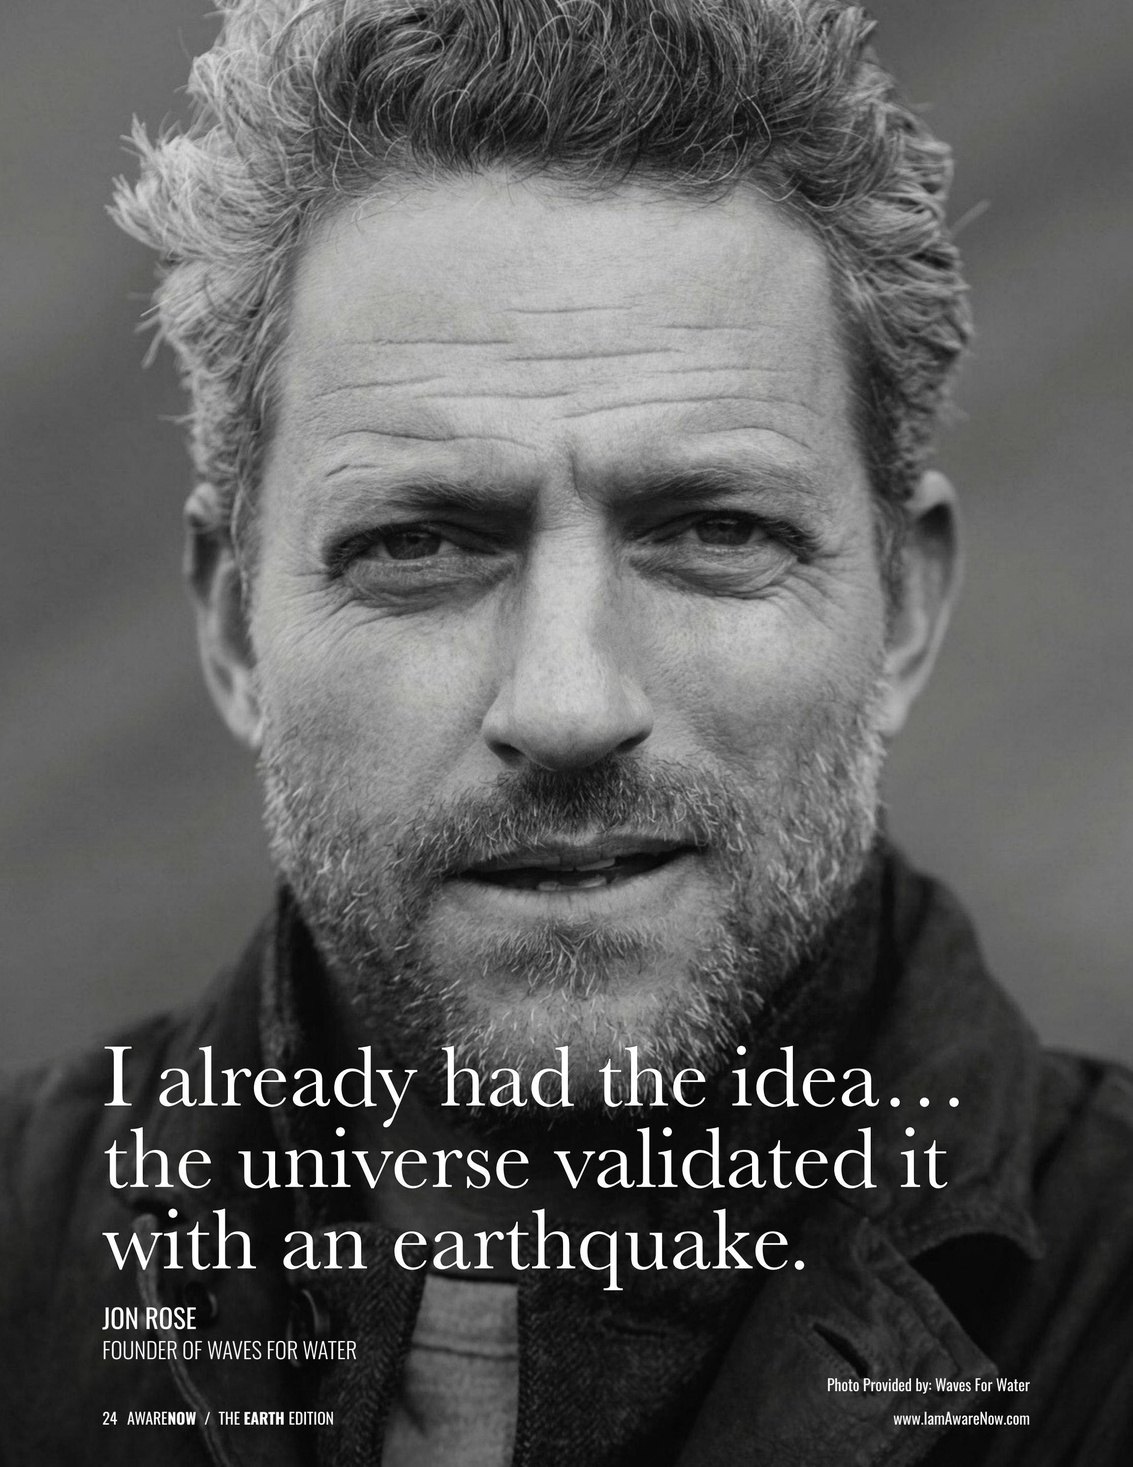 I already had the idea…
the universe validated it
with an earthquake.
JON ROSE
FOUNDER OF WAVES FOR WATER
Photo Provided by: Waves For Water
24 AWARENOW / THE EARTH EDITION
www.IamAwareNow.com